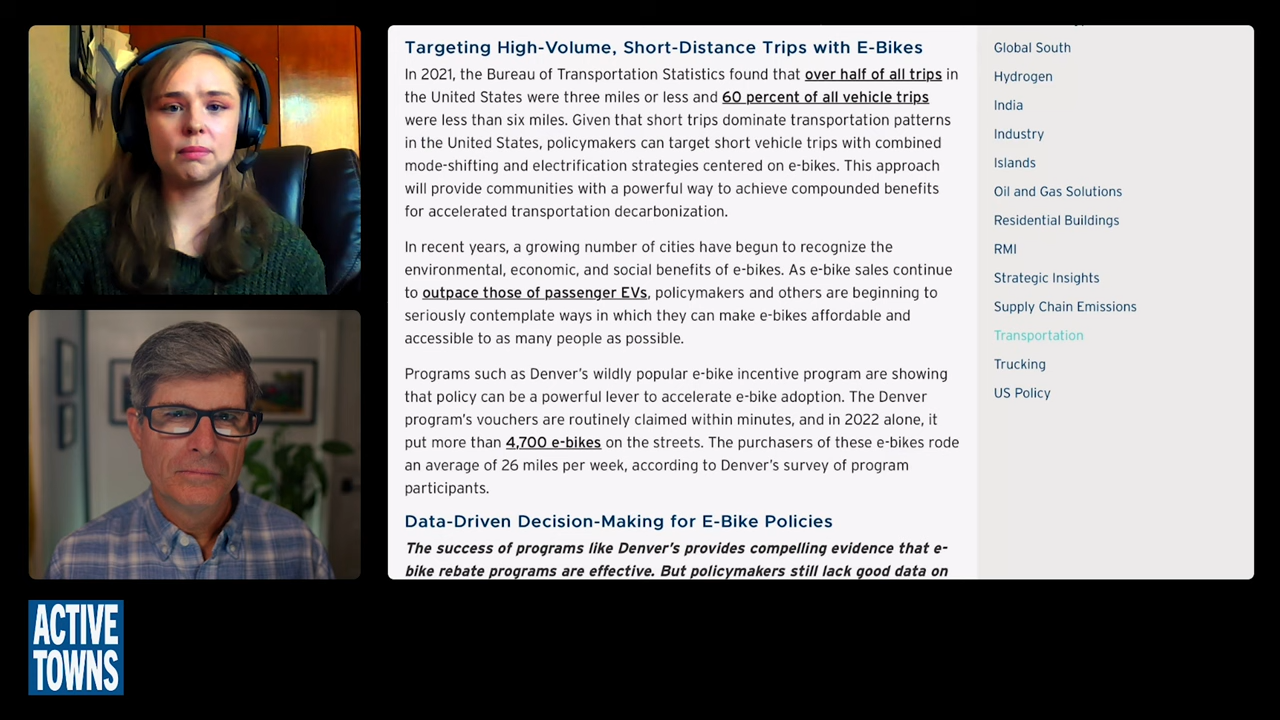 Targeting High-Volume, Short-Distance Trips with E-Bikes
In 2021, the Bureau of Transportation Statistics found that over half of all trips in
the United States were three miles or less and 60 percent of all vehicle trips
were less than six miles. Given that short trips dominate transportation patterns
in the United States, policymakers can target short vehicle trips with combined
mode-shifting and electrification strategies centered on e-bikes. This approach
will provide communities with a powerful way to achieve compounded benefits
for accelerated transportation decarbonization.
In recent years, a growing number of cities have begun to recognize the
environmental, economic, and social benefits of e-bikes. As e-bike sales continue
to outpace those of passenger EVs, policymakers and others are beginning to
seriously contemplate ways in which they can make e-bikes affordable and
accessible to as many people as possible.
Programs such as Denver's wildly popular e-bike incentive program are showing
that policy can be a powerful lever to accelerate e-bike adoption. The Denver
program's vouchers are routinely claimed within minutes, and in 2022 alone, it
put more than 4,700 e-bikes on the streets. The purchasers of these e-bikes rode
an average of 26 miles per week, according to Denver's survey of program
participants.
Data-Driven Decision-Making for E-Bike Policies
The success of programs like Denver's provides compelling evidence that e-
bike rebate programs are effective. But policymakers still lack good data on
Global South
Hydrogen
India
Industry
Islands
Oil and Gas Solutions
Residential Buildings
RMI
Strategic Insights
Supply Chain Emissions
Transportation
Trucking
US Policy
ACTIVE
TOWNS